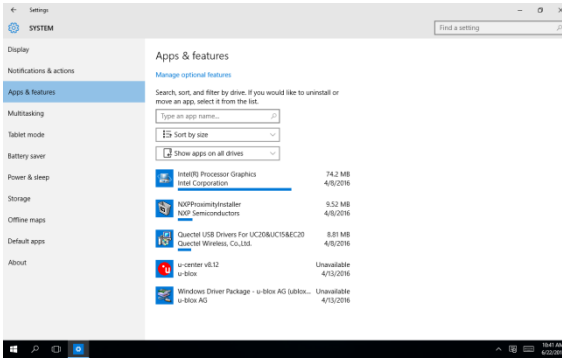 Settings
SYSTEM
Find a setting
Display
Notifications & actions
Apps & features
Multitasking
Tablet mode
Battery saver
Power & sleep
Storage
Offline maps
Default apps
About
Apps & features
Manage optional features
Search, sort, and filter by drive. If you would like to uninstall or
move an app, select it from the list.
Type an app name...
Sort by size
Show apps on all drives
Intel(R) Processor Graphics 74.2 MB
Intel Corporation 4/8/2016
NXPProximityInstaller 9.52 MB
NXP Semiconductors 4/8/2016
Quectel USB Drivers For UC20&UC15&EC20 8.81 MB
Quectel Wireless, Co.,Ltd. 4/8/2016
u-center v8.12 Unavailable
u-blox 4/13/2016
Windows Driver Package - u-blox AG (ublox... Unavailable
u-blox AG 4/13/2016
10:41 AM